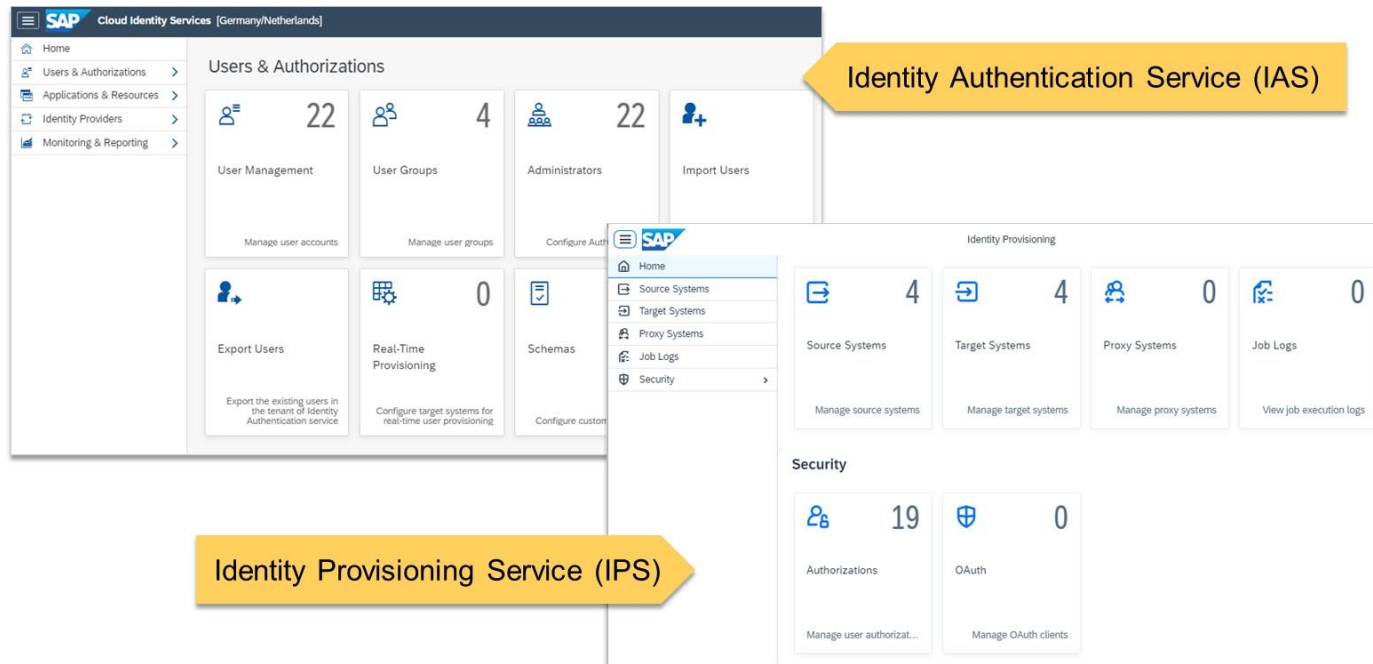 SAP Cloud Identity Services [Germany/Netherlands]
Home
Users & Authorizations
Applications & Resources
Identity Providers
Monitoring & Reporting
Users & Authorizations
22
User Management
Manage user accounts
4
User Groups
Manage user groups
22
Administrators
Configure Auth
Import Users
Export Users
Export the existing users in
the tenant of Identity
Authentication service
0
Real-Time
Provisioning
Configure target systems for
real-time user provisioning
Schemas
Configure custom
Identity Authentication Service (IAS)
SAP
Identity Provisioning
Home
Source Systems
Target Systems
Proxy Systems
Job Logs
Security
4
Source Systems
Manage source systems
4
Target Systems
Manage target systems
0
Proxy Systems
Manage proxy systems
0
Job Logs
View job execution logs
Security
19
Authorizations
Manage user authorizat...
0
OAuth
Manage OAuth clients
Identity Provisioning Service (IPS)